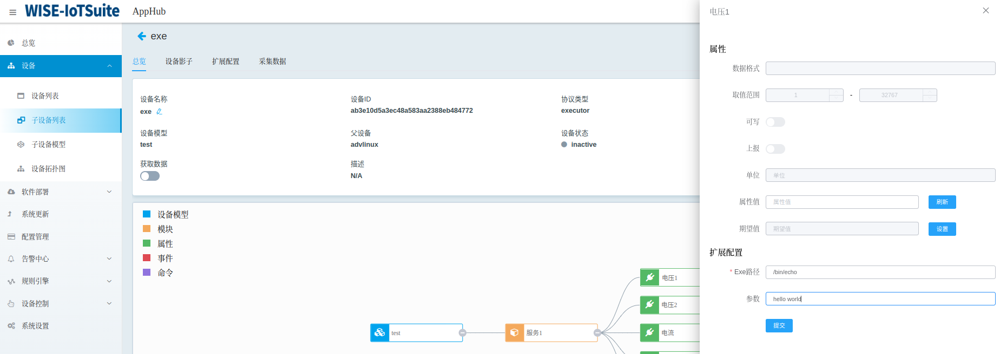 WISE-IoTSuite AppHub
总览
设备
设备列表
子设备列表
子设备模型
设备拓扑图
软件部署
系统更新
配置管理
告警中心
规则引擎
设备控制
系统设置
exe
总览 设备影子 扩展配置 采集数据
设备名称 设备ID 协议类型
exe ab3e10d5a3ec48a583aa2388eb484772 executor
设备模型 父设备 设备状态
test advlinux inactive
获取数据 描述
N/A
设备模型
模块
属性
事件
命令
test
服务1
电压1
电压2
电流
电压1
属性
数据格式
取值范围 1 - 32767
可写
上报
单位 单位
属性值 属性值 刷新
期望值 期望值 设置
扩展配置
* Exe路径 /bin/echo
参数 hello world
提交